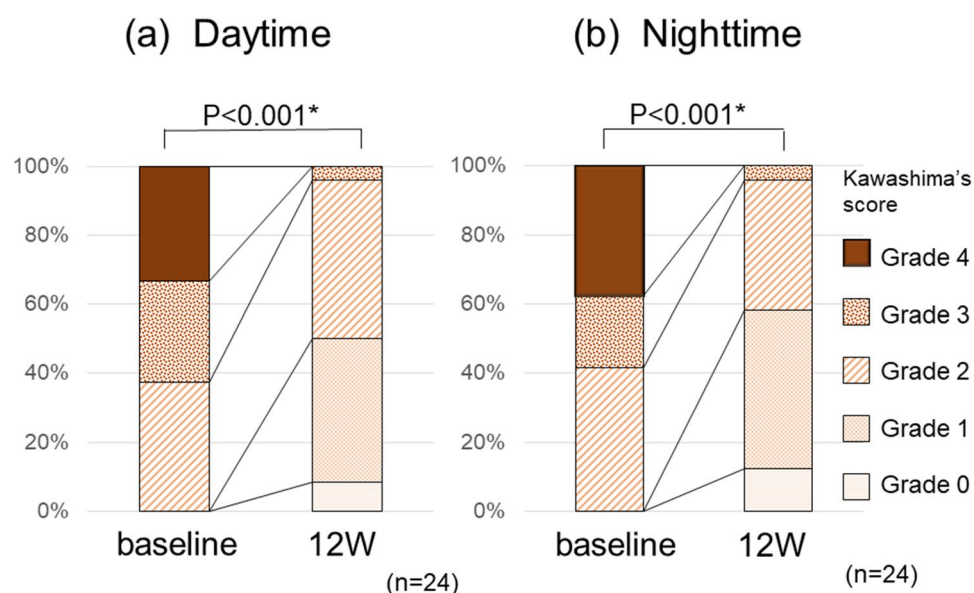 (a) Daytime
P<0.001*
100%
80%
60%
40%
20%
0%
baseline 12W
(n=24)
(b) Nighttime
P<0.001*
100%
80%
60%
40%
20%
0%
baseline 12W
(n=24)
Kawashima's
score
Grade 4
Grade 3
Grade 2
Grade 1
Grade 0